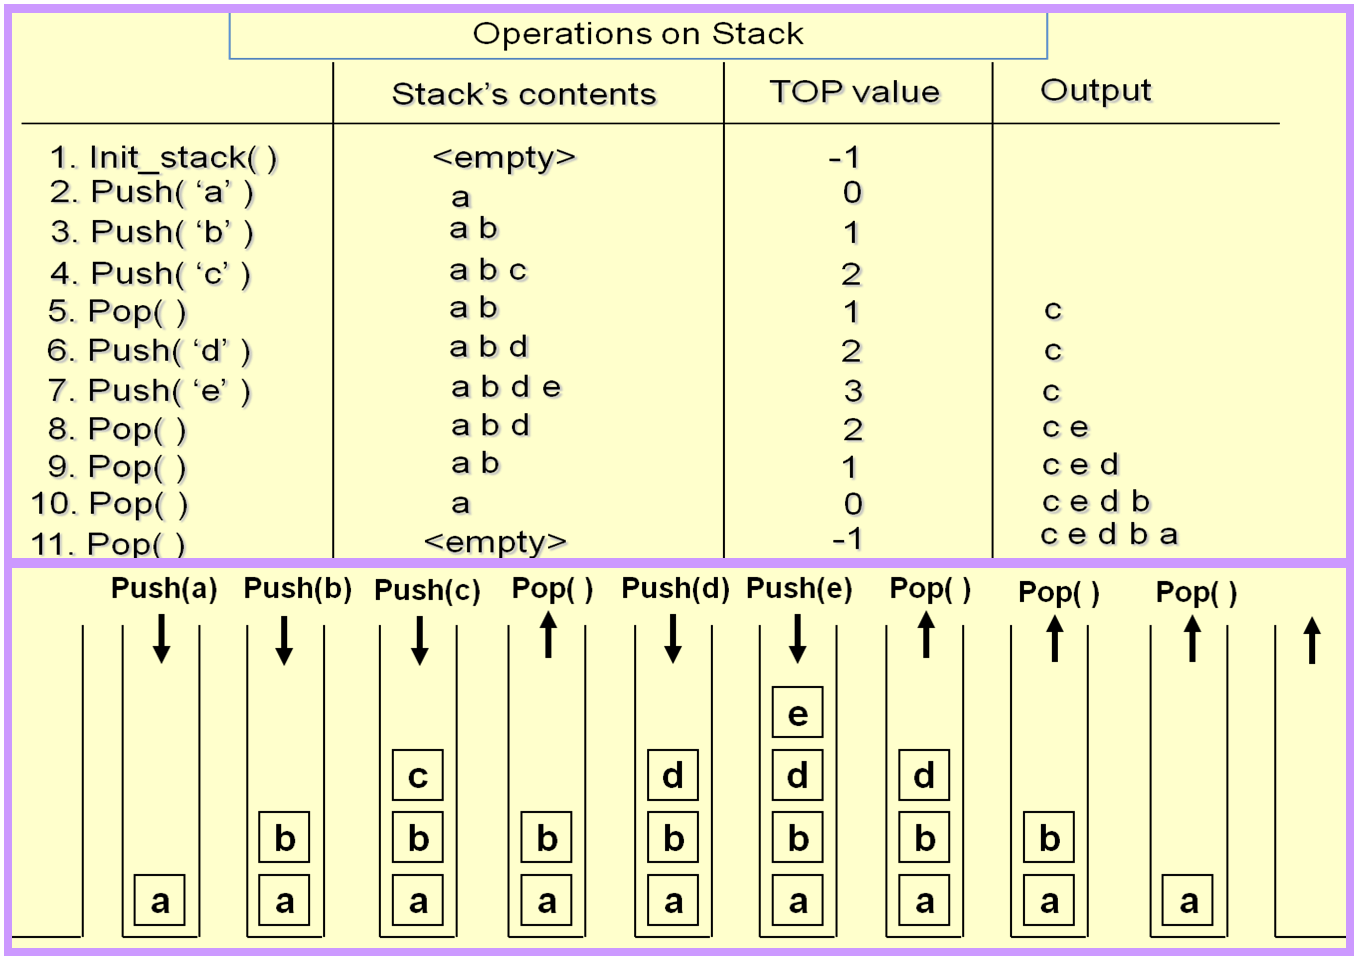 Operations on Stack
Stack’s contents TOP value Output
1. Init_stack( ) <empty> -1
2. Push( ‘a’ ) a 0
3. Push( ‘b’ ) a b 1
4. Push( ‘c’ ) a b c 2
5. Pop( ) a b 1 c
6. Push( ‘d’ ) a b d 2 c
7. Push( ‘e’ ) a b d e 3 c
8. Pop( ) a b d 2 c e
9. Pop( ) a b 1 c e d
10. Pop( ) a 0 c e d b
11. Pop( ) <empty> -1 c e d b a
Push(a) Push(b) Push(c) Pop( ) Push(d) Push(e) Pop( ) Pop( ) Pop( )
e
c d d d
b b b b b b b
a a a a a a a a a